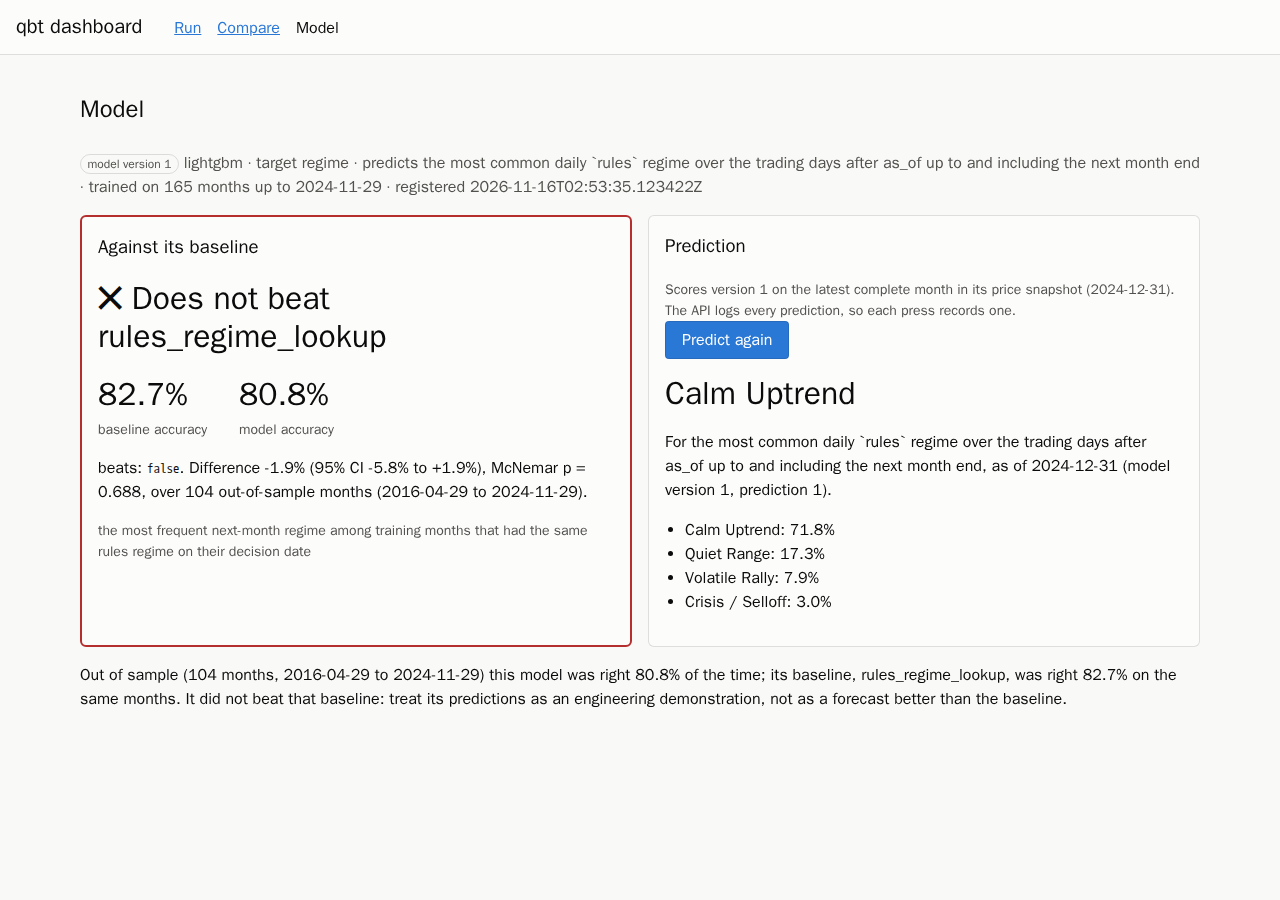 qbt dashboard Run Compare Model
Model
model version 1 lightgbm · target regime · predicts the most common daily `rules` regime over the trading days after as_of up to and including the next month end
· trained on 165 months up to 2024-11-29 · registered 2026-11-16T02:53:35.123422Z
Against its baseline
❌ Does not beat
rules_regime_lookup
82.7% 80.8%
baseline accuracy model accuracy
beats: false. Difference -1.9% (95% CI -5.8% to +1.9%), McNemar p =
0.688, over 104 out-of-sample months (2016-04-29 to 2024-11-29).
the most frequent next-month regime among training months that had the same
rules regime on their decision date
Prediction
Scores version 1 on the latest complete month in its price snapshot (2024-12-31).
The API logs every prediction, so each press records one.
Predict again
Calm Uptrend
For the most common daily `rules` regime over the trading days after
as_of up to and including the next month end, as of 2024-12-31 (model
version 1, prediction 1).
• Calm Uptrend: 71.8%
• Quiet Range: 17.3%
• Volatile Rally: 7.9%
• Crisis / Selloff: 3.0%
Out of sample (104 months, 2016-04-29 to 2024-11-29) this model was right 80.8% of the time; its baseline, rules_regime_lookup, was right 82.7% on the
same months. It did not beat that baseline: treat its predictions as an engineering demonstration, not as a forecast better than the baseline.